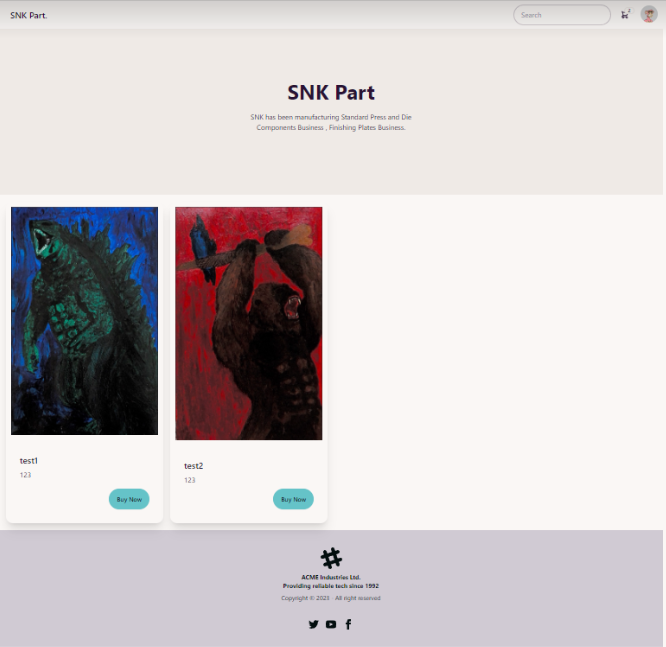 SNK Part.
Search
SNK Part
SNK has been manufacturing Standard Press and Die
Components Business , Finishing Plates Business.
test1
123
Buy Now
test2
123
Buy Now
ACME Industries Ltd.
Providing reliable tech since 1992
Copyright © 2023 - All right reserved